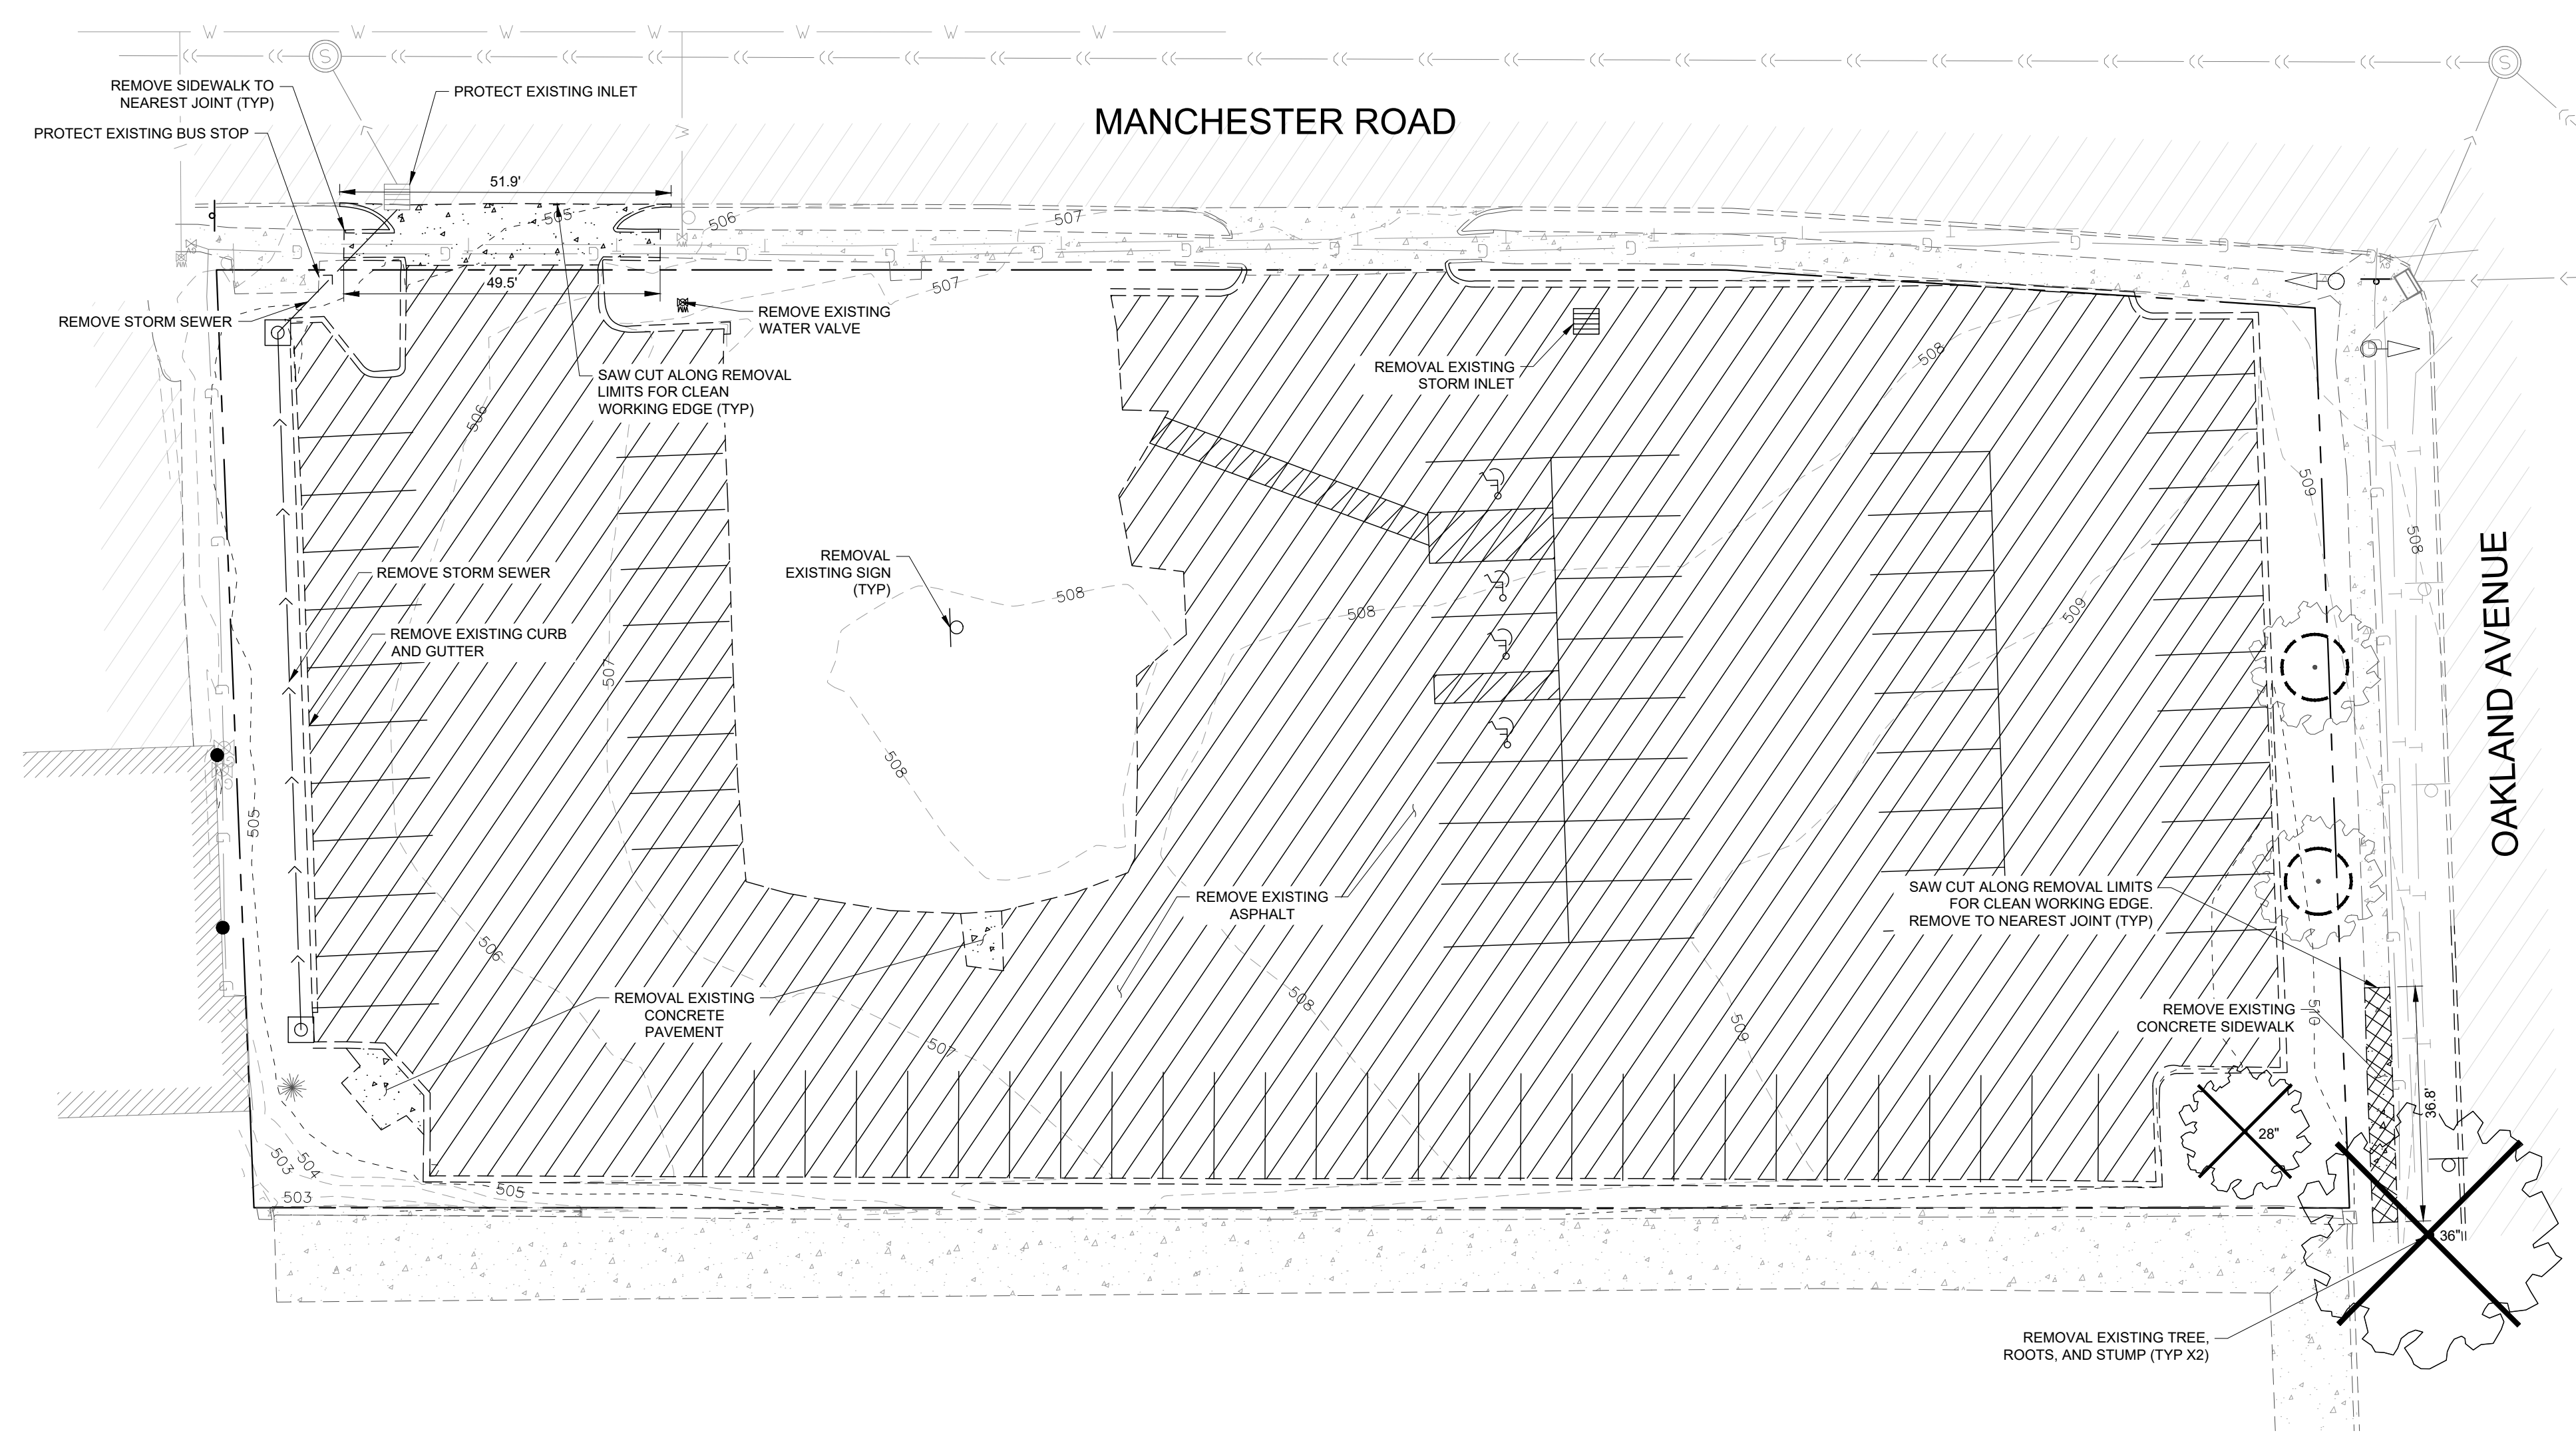 W W W W W W W
S
S
REMOVE SIDEWALK TO
NEAREST JOINT (TYP)
PROTECT EXISTING INLET
PROTECT EXISTING BUS STOP
MANCHESTER ROAD
51.9'
505
506
507
49.5'
507
REMOVE STORM SEWER
REMOVE EXISTING
WATER VALVE
SAW CUT ALONG REMOVAL
LIMITS FOR CLEAN
WORKING EDGE (TYP)
REMOVAL EXISTING
STORM INLET
508
506
509
508
OAKLAND AVENUE
REMOVAL
EXISTING SIGN
(TYP)
REMOVE STORM SEWER
508
508
509
REMOVE EXISTING CURB
AND GUTTER
507
508
505
REMOVE EXISTING
ASPHALT
SAW CUT ALONG REMOVAL LIMITS
FOR CLEAN WORKING EDGE.
REMOVE TO NEAREST JOINT (TYP)
506
REMOVAL EXISTING
CONCRETE
PAVEMENT
508
509
510
REMOVE EXISTING
CONCRETE SIDEWALK
507
36.8'
28"
503
504
503
505
36"
REMOVAL EXISTING TREE,
ROOTS, AND STUMP (TYP X2)